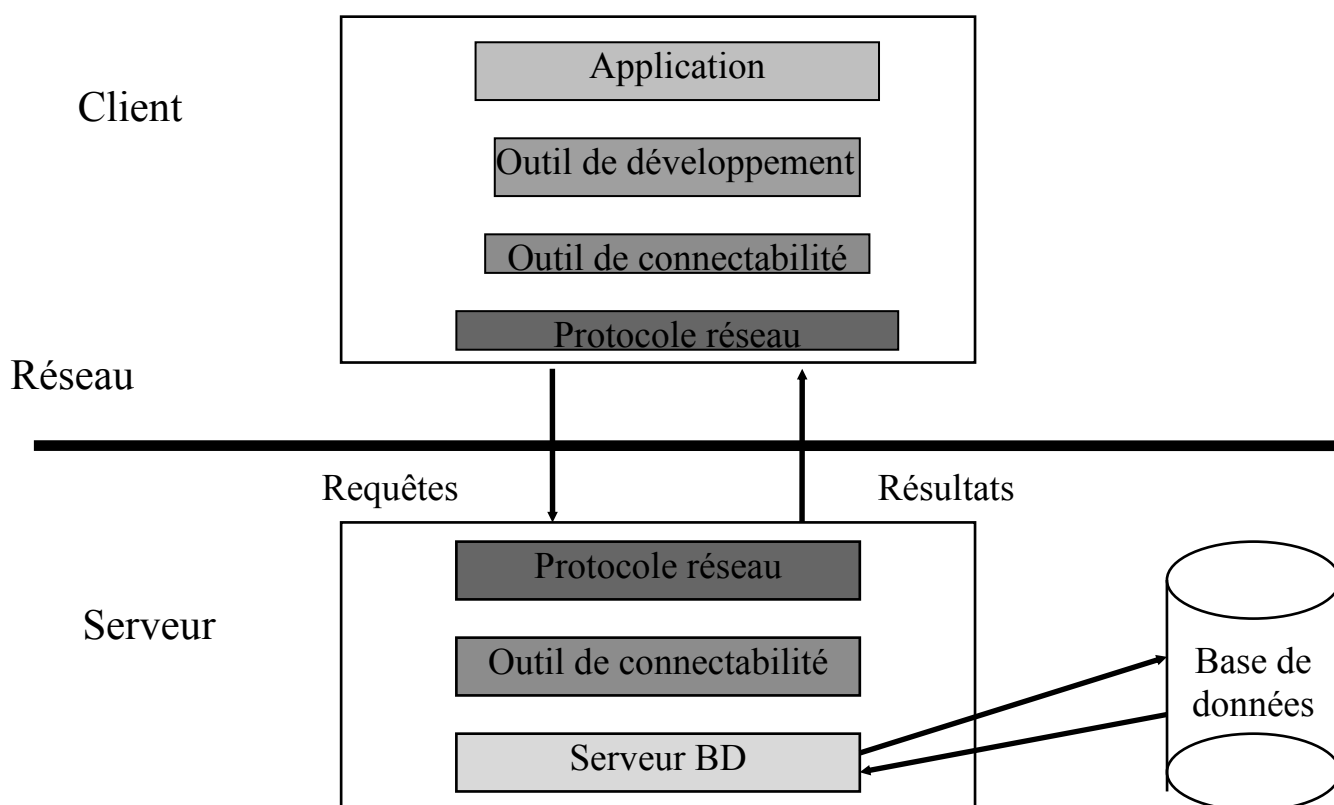 Application
Client
Outil de développement
Outil de connectabilité
Protocole réseau
Réseau
Requêtes
Résultats
Protocole réseau
Serveur
Outil de connectabilité
Base de
données
Serveur BD